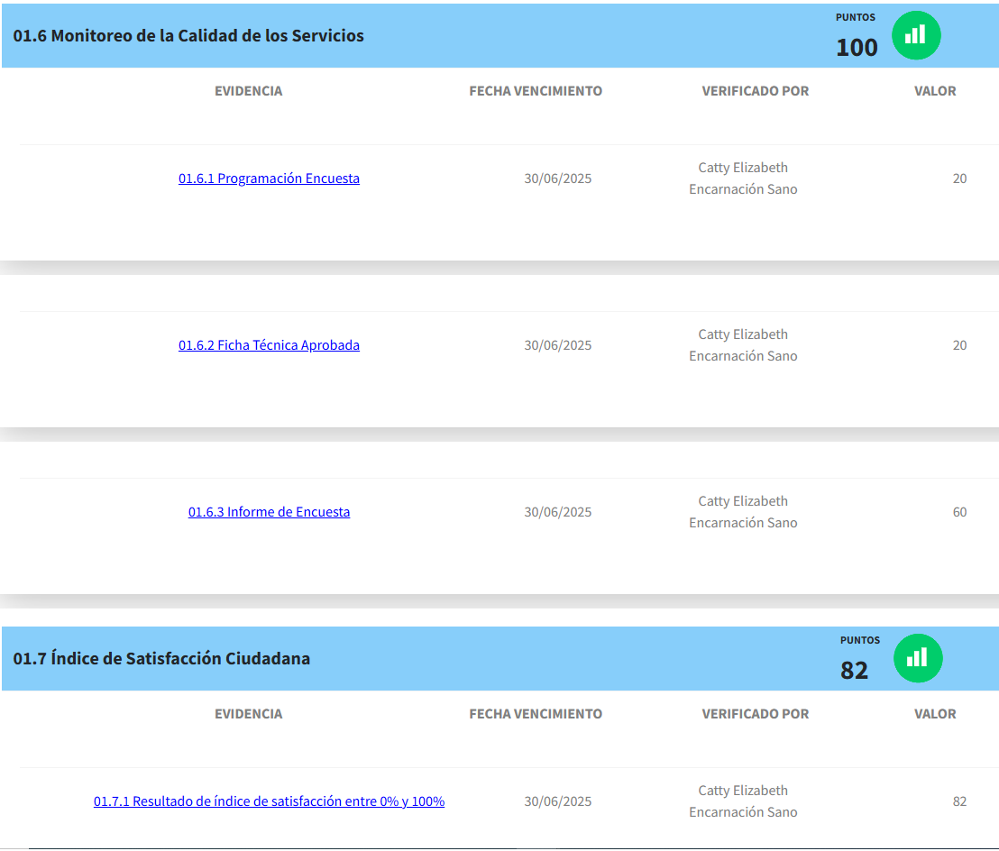 01.6 Monitoreo de la Calidad de los Servicios
PUNTOS
100
EVIDENCIA FECHA VENCIMIENTO VERIFICADO POR VALOR
01.6.1 Programación Encuesta 30/06/2025 Catty Elizabeth Encarnación Sano 20
01.6.2 Ficha Técnica Aprobada 30/06/2025 Catty Elizabeth Encarnación Sano 20
01.6.3 Informe de Encuesta 30/06/2025 Catty Elizabeth Encarnación Sano 60
01.7 Índice de Satisfacción Ciudadana
PUNTOS
82
EVIDENCIA FECHA VENCIMIENTO VERIFICADO POR VALOR
01.7.1 Resultado de índice de satisfacción entre 0% y 100% 30/06/2025 Catty Elizabeth Encarnación Sano 82